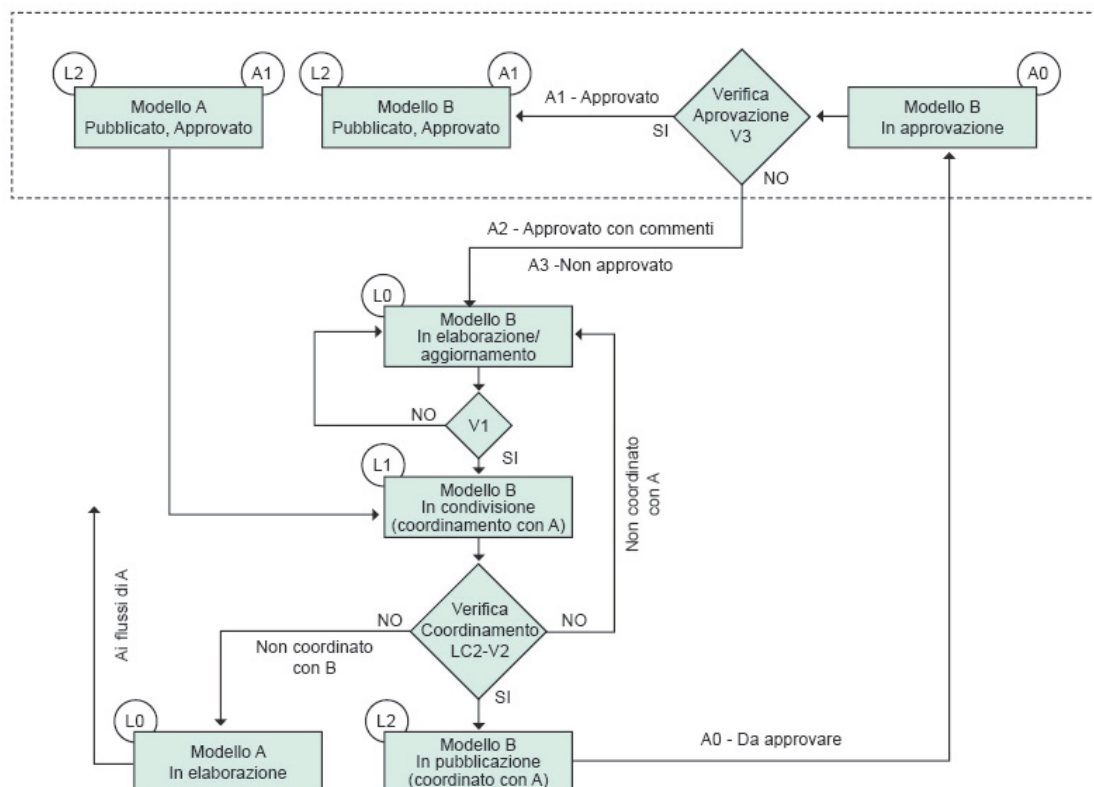 L2
A1
Modello A
Pubblicato, Approvato
L2
A1
Modello B
Pubblicato, Approvato
A1 - Approvato
SI
Verifica
Aprovazione
V3
NO
A0
Modello B
In approvazione
A2 - Approvato con commenti
A3 -Non approvato
L0
Modello B
In elaborazione/
aggiornamento
NO
V1
SI
L1
Modello B
In condivisione
(coordinamento con A)
Non coordinato
con A
Ai flussi di A
NO
Verifica
Coordinamento
LC2-V2
NO
Non coordinato
con B
SI
L0
Modello A
In elaborazione
L2
Modello B
In pubblicazione
(coordinato con A)
A0 - Da approvare